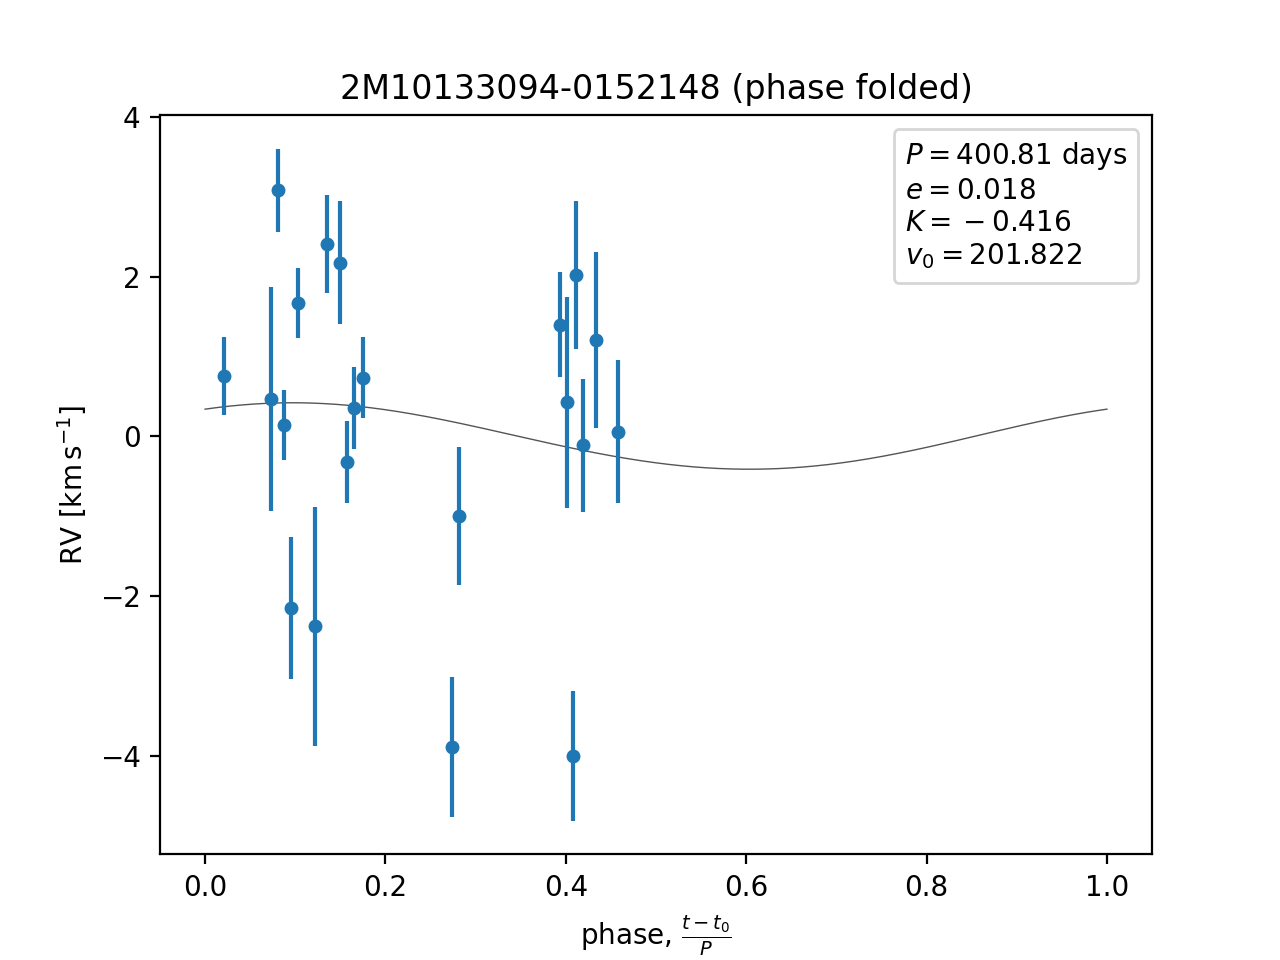 2M10133094-0152148 (phase folded)
P = 400.81 days
e = 0.018
K = −0.416
v₀ = 201.822
RV [km s⁻¹]
4
2
0
−2
−4
0.0 0.2 0.4 0.6 0.8 1.0
phase, (t − t₀)/P